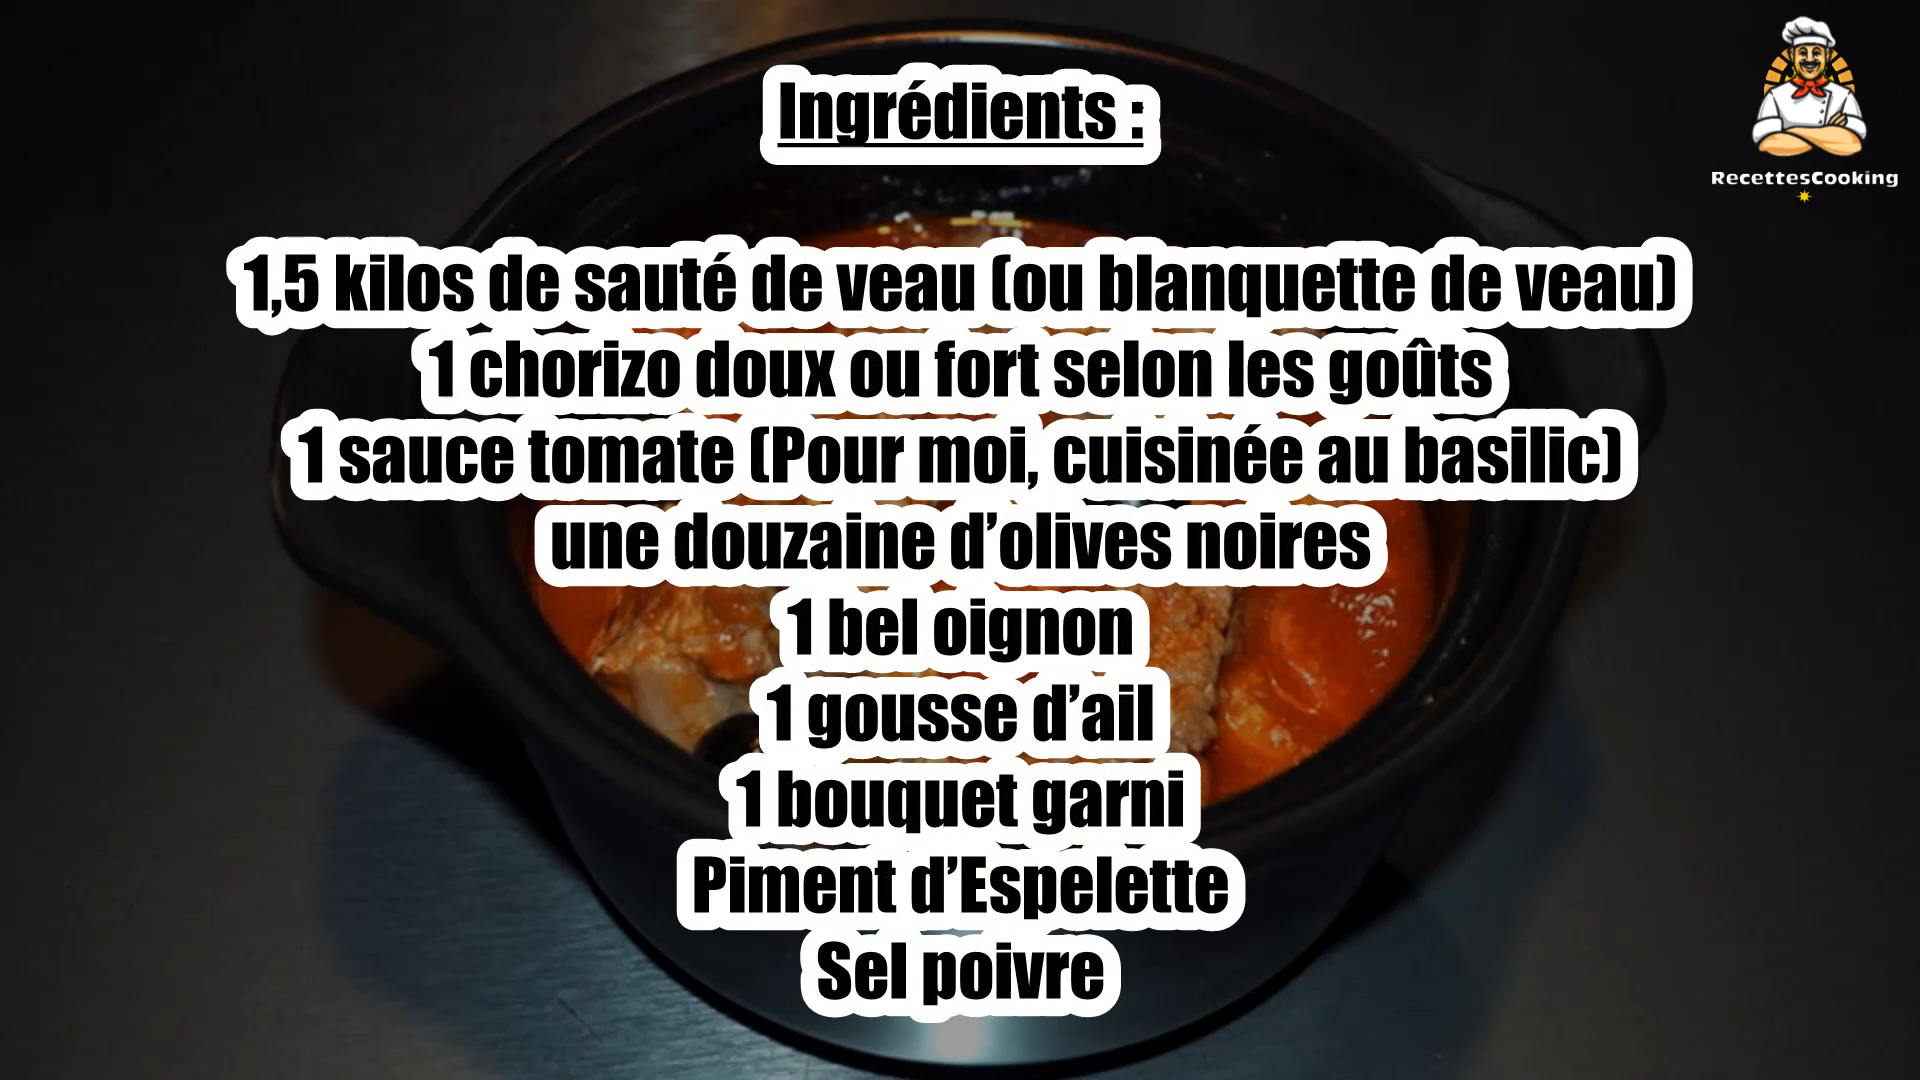 Ingrédients :
RecettesCooking
1,5 kilos de sauté de veau (ou blanquette de veau)
1 chorizo doux ou fort selon les goûts
1 sauce tomate (Pour moi, cuisinée au basilic)
une douzaine d’olives noires
1 bel oignon
1 gousse d’ail
1 bouquet garni
Piment d’Espelette
Sel poivre